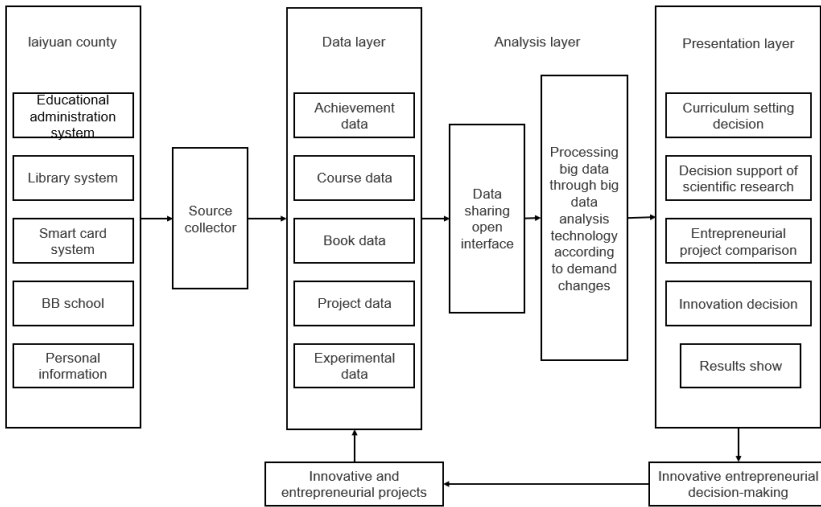 Iaiyuan county
Educational
administration
system
Library system
Smart card
system
BB school
Personal
information
Source
collector
Data layer
Achievement
data
Course data
Book data
Project data
Experimental
data
Analysis layer
Data
sharing
open
interface
Processing
big data
through big
data
analysis
technology
according
to demand
changes
Presentation layer
Curriculum setting
decision
Decision support of
scientific research
Entrepreneurial
project comparison
Innovation decision
Results show
Innovative and
entrepreneurial projects
Innovative entrepreneurial
decision-making